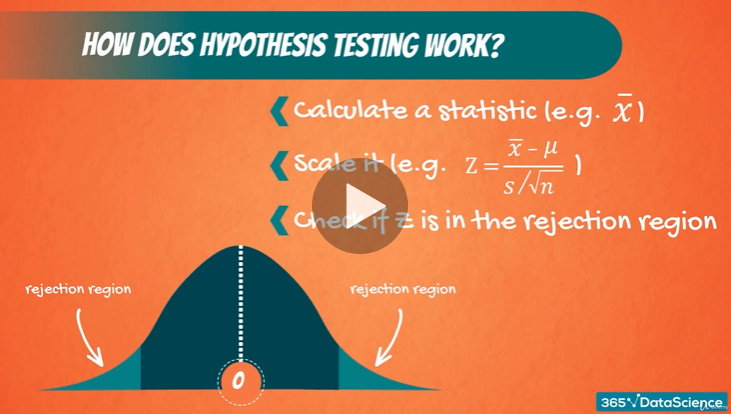 HOW DOES HYPOTHESIS TESTING WORK?
Calculate a statistic (e.g. x̄ )
Scale it (e.g. Z = (x̄ − μ) / (s/√n) )
Check if Z is in the rejection region
rejection region
rejection region
0
365√DataScience